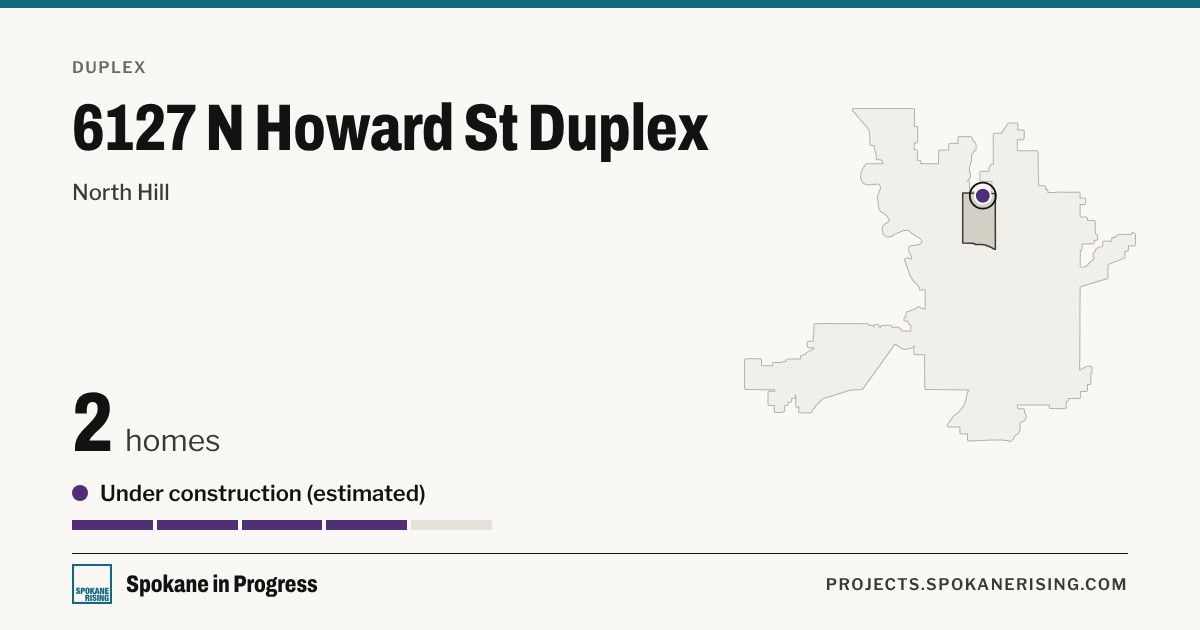 DUPLEX
6127 N Howard St Duplex
North Hill
2 homes
Under construction (estimated)
SPOKANE
RISING
Spokane in Progress
PROJECTS.SPOKANERISING.COM